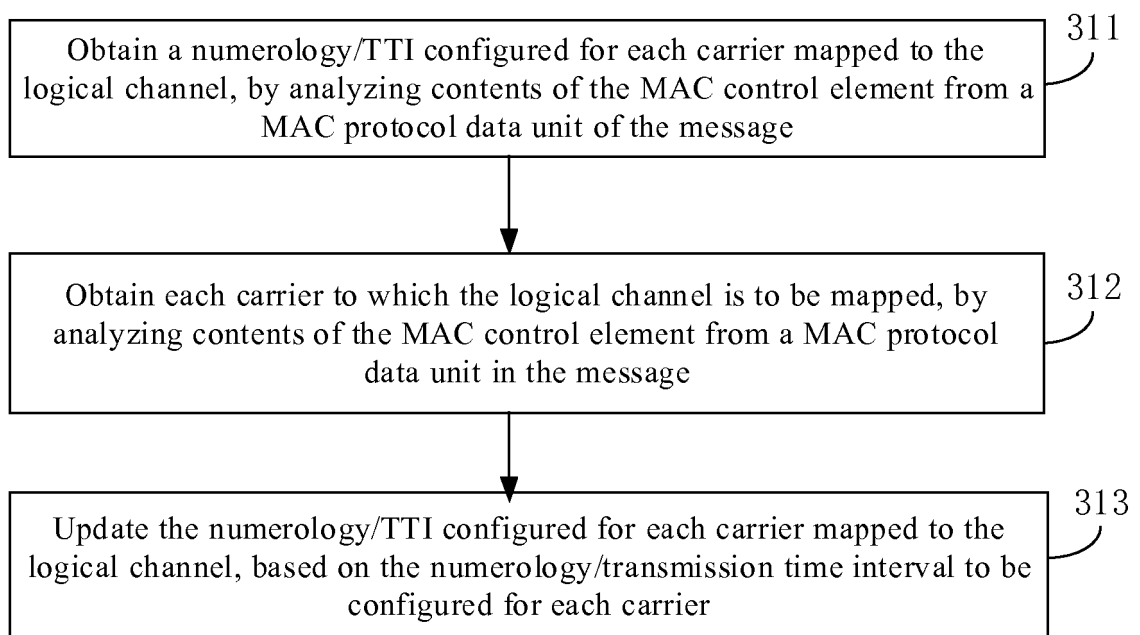 311
Obtain a numerology/TTI configured for each carrier mapped to the
logical channel, by analyzing contents of the MAC control element from a
MAC protocol data unit of the message
312
Obtain each carrier to which the logical channel is to be mapped, by
analyzing contents of the MAC control element from a MAC protocol
data unit in the message
313
Update the numerology/TTI configured for each carrier mapped to the
logical channel, based on the numerology/transmission time interval to be
configured for each carrier